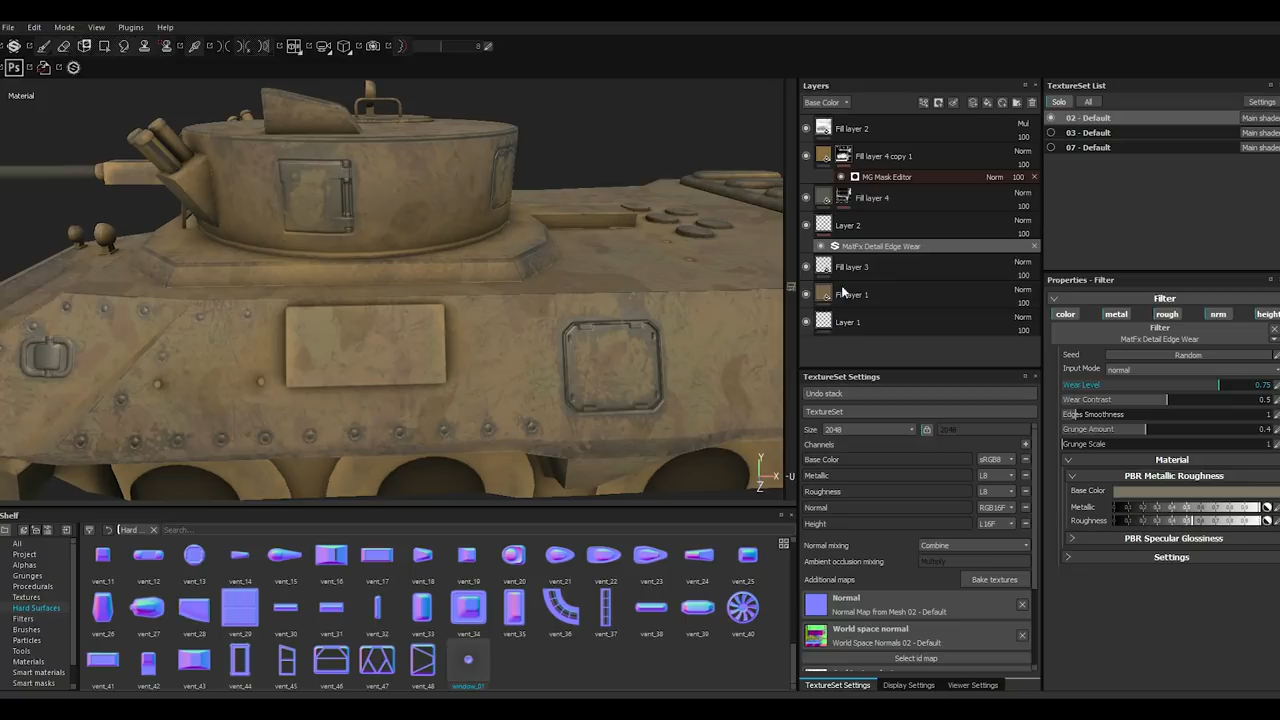 File Edit Mode View Plugins Help
8
Ps
Material
Layers
Base Color
Fill layer 2 Mul 100
Fill layer 4 copy 1 Norm 100
MG Mask Editor Norm 100
Fill layer 4 Norm 100
Layer 2 Norm 100
MatFx Detail Edge Wear
Fill layer 3 Norm 100
Norm 100
Layer 1 Norm 100
TextureSet Settings
Undo stack
TextureSet
Size 2048 2048
Channels
Base Color sRGB8
Metallic L8
Roughness L8
Normal RGB16F
Height L16F
Normal mixing Combine
Ambient occlusion mixing Multiply
Additional maps Bake textures
Normal
Normal Map from Mesh 02 - Default
World space normal
World Space Normals 02 - Default
Select id map
TextureSet Settings Display Settings Viewer Settings
TextureSet List
Solo All Settings
02 - Default Main shader
03 - Default Main shade
07 - Default Main shade
Properties - Filter
Filter
color metal rough nrm height
Filter
MatFx Detail Edge Wear
Seed Random
Input Mode normal
Wear Level 0.75
Wear Contrast 0.5
Edges Smoothness 1
Grunge Amount 0.4
Grunge Scale 1
Material
PBR Metallic Roughness
Base Color
Metallic
Roughness
PBR Specular Glossiness
Settings
Y
X
Z
-U
Shelf
Hard ... Search...
All
Project
Alphas
Grunges
Procedurals
Textures
Hard Surfaces
Filters
Brushes
Particles
Tools
Materials
Smart materials
Smart masks
vent_11 vent_12 vent_13 vent_14 vent_15 vent_16 vent_17 vent_18 vent_19 vent_20 vent_21 vent_22 vent_23 vent_24 vent_25
vent_26 vent_27 vent_28 vent_29 vent_30 vent_31 vent_32 vent_33 vent_34 vent_35 vent_36 vent_37 vent_38 vent_39 vent_40
vent_41 vent_42 vent_43 vent_44 vent_45 vent_46 vent_47 vent_48 window_01